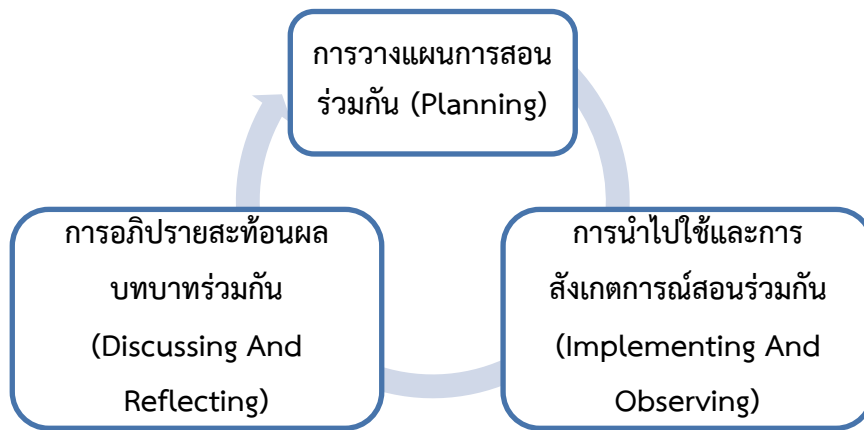 การวางแผนการสอน
ร่วมกัน (Planning)
การอภิปรายสะท้อนผล
บทบาทร่วมกัน
(Discussing And
Reflecting)
การนำไปใช้และการ
สังเกตการณ์สอนร่วมกัน
(Implementing And
Observing)